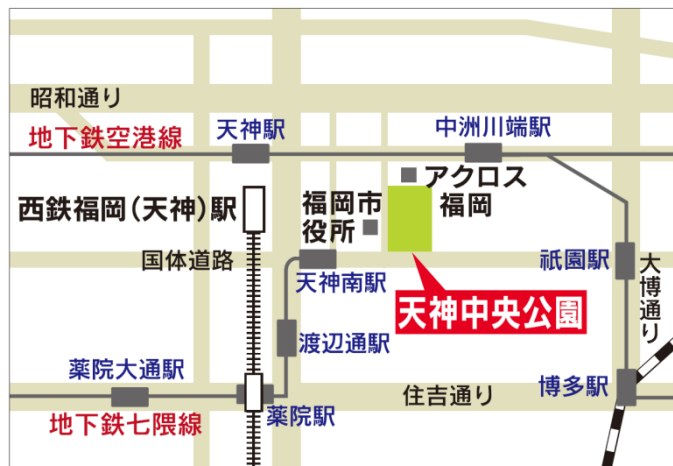 昭和通り
地下鉄空港線
天神駅
中洲川端駅
アクロス
福岡
西鉄福岡(天神)駅
福岡市
役所
国体道路
天神南駅
祇園駅
大博通り
天神中央公園
渡辺通駅
薬院大通駅
住吉通り
博多駅
地下鉄七隈線
薬院駅